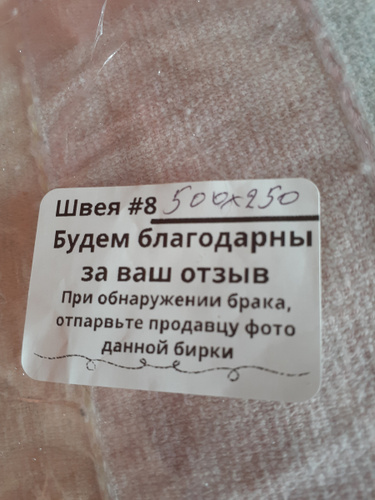 Швея #8 500x250
Будем благодарны
за ваш отзыв
При обнаружении брака,
отпарвьте продавцу фото
данной бирки